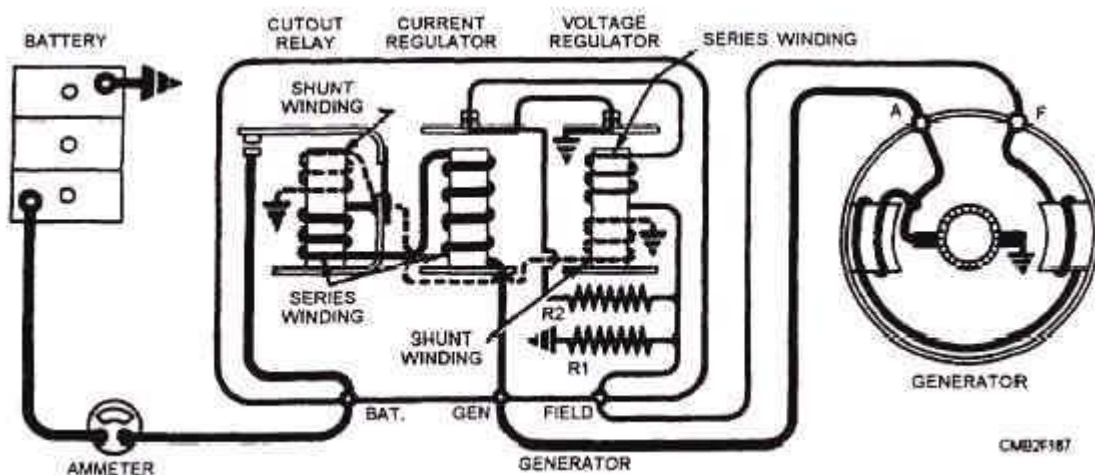 BATTERY
CUTOUT
RELAY
CURRENT
REGULATOR
VOLTAGE
REGULATOR
SERIES WINDING
SHUNT
WINDING
A
F
SERIES
WINDING
SHUNT
WINDING
R2
R1
BAT.
GEN
FIELD
GENERATOR
GENERATOR
AMMETER
CMB2F187